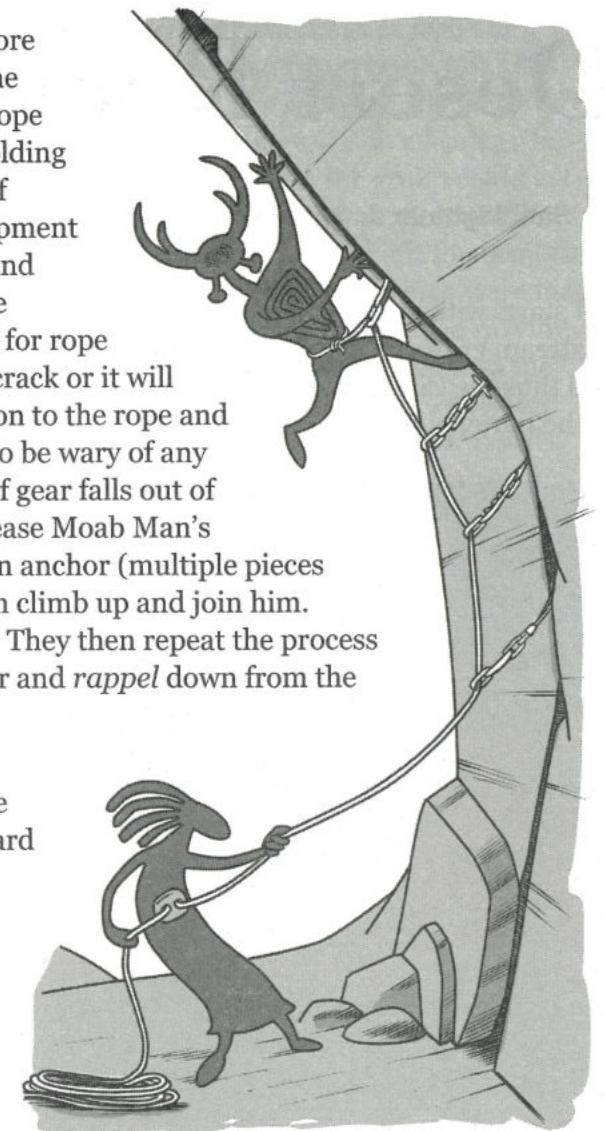 ore
ne
ope
lding
f
pment
nd
e
for rope
crack or it will
on to the rope and
o be wary of any
f gear falls out of
ease Moab Man's
n anchor (multiple pieces
n climb up and join him.
They then repeat the process
r and rappel down from the
e
ard